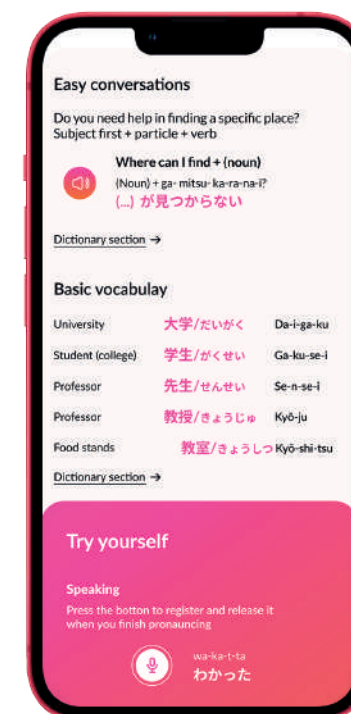 Easy conversations
Do you need help in finding a specific place?
Subject first + particle + verb
Where can I find + (noun)
(Noun) + ga- mitsu- ka-ra-na-i?
(...) が見つからない
Dictionary section →
Basic vocabulay
University 大学/だいがく Da-i-ga-ku
Student (college) 学生/がくせい Ga-ku-se-i
Professor 先生/せんせい Se-n-se-i
Professor 教授/きょうじゅ Kyō-ju
Food stands 教室/きょうしつ Kyō-shi-tsu
Dictionary section →
Try yourself
Speaking
Press the botton to register and release it
when you finish pronauncing
wa-ka-t-ta
わかった